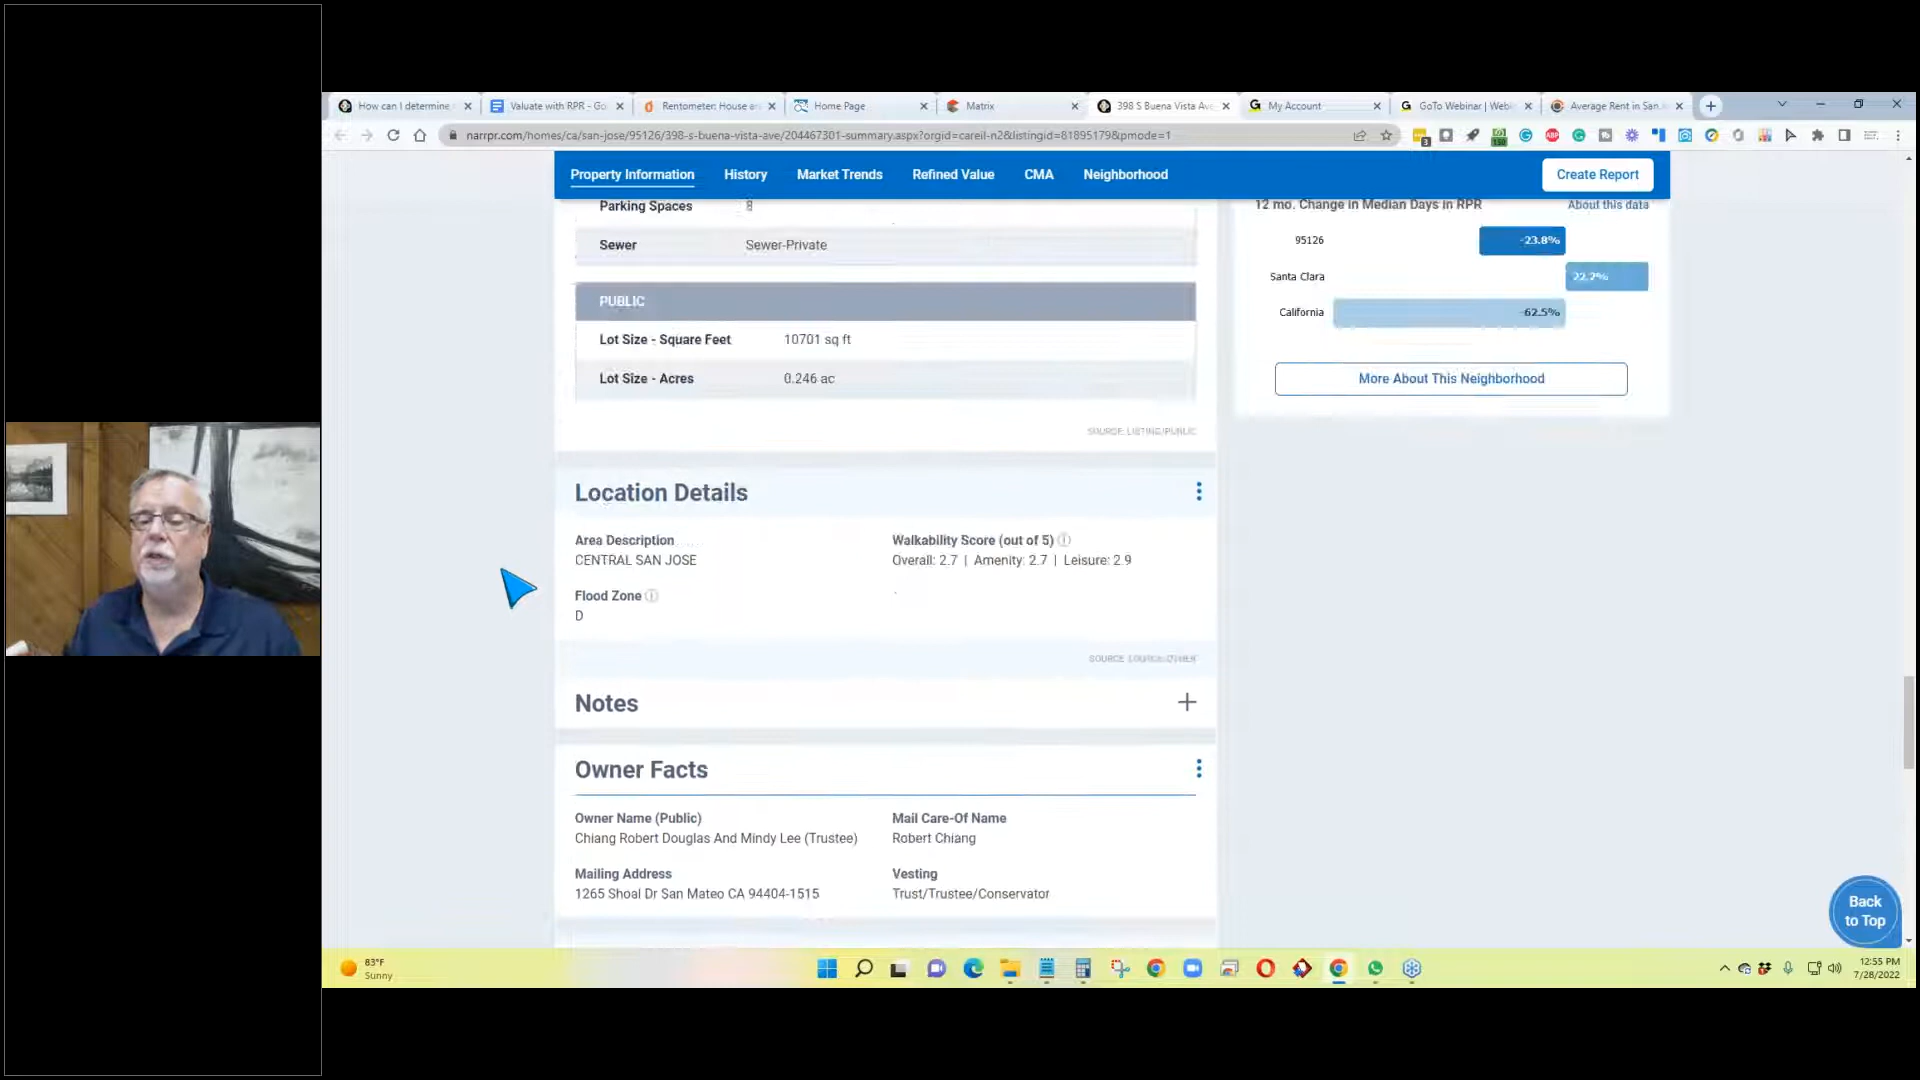 How can I determine
Valuate with RPR - Go
Rentometer: House a
Home Page
Matrix
398 S Buena Vista Ave
My Account
GoTo Webinar | Web
Average Rent in San
narrpr.com/homes/ca/san-jose/95126/398-s-buena-vista-ave/204467301-summary.aspx?orgid=careil-n2&listingid=81895179&pmode=1
Property Information
History
Market Trends
Refined Value
CMA
Neighborhood
Create Report
Parking Spaces 8
12 mo. Change in Median Days in RPR
About this data
Sewer Sewer-Private
95126 -23.8%
Santa Clara 22.2%
California -62.5%
PUBLIC
Lot Size - Square Feet 10701 sq ft
Lot Size - Acres 0.246 ac
More About This Neighborhood
SOURCE: LISTING/PUBLIC
Location Details
Area Description
CENTRAL SAN JOSE
Walkability Score (out of 5)
Overall: 2.7 | Amenity: 2.7 | Leisure: 2.9
Flood Zone
D
Notes
Owner Facts
Owner Name (Public)
Chiang Robert Douglas And Mindy Lee (Trustee)
Mail Care-Of Name
Robert Chiang
Mailing Address
1265 Shoal Dr San Mateo CA 94404-1515
Vesting
Trust/Trustee/Conservator
Back
to Top
83°F
Sunny
12:55 PM
7/28/2022